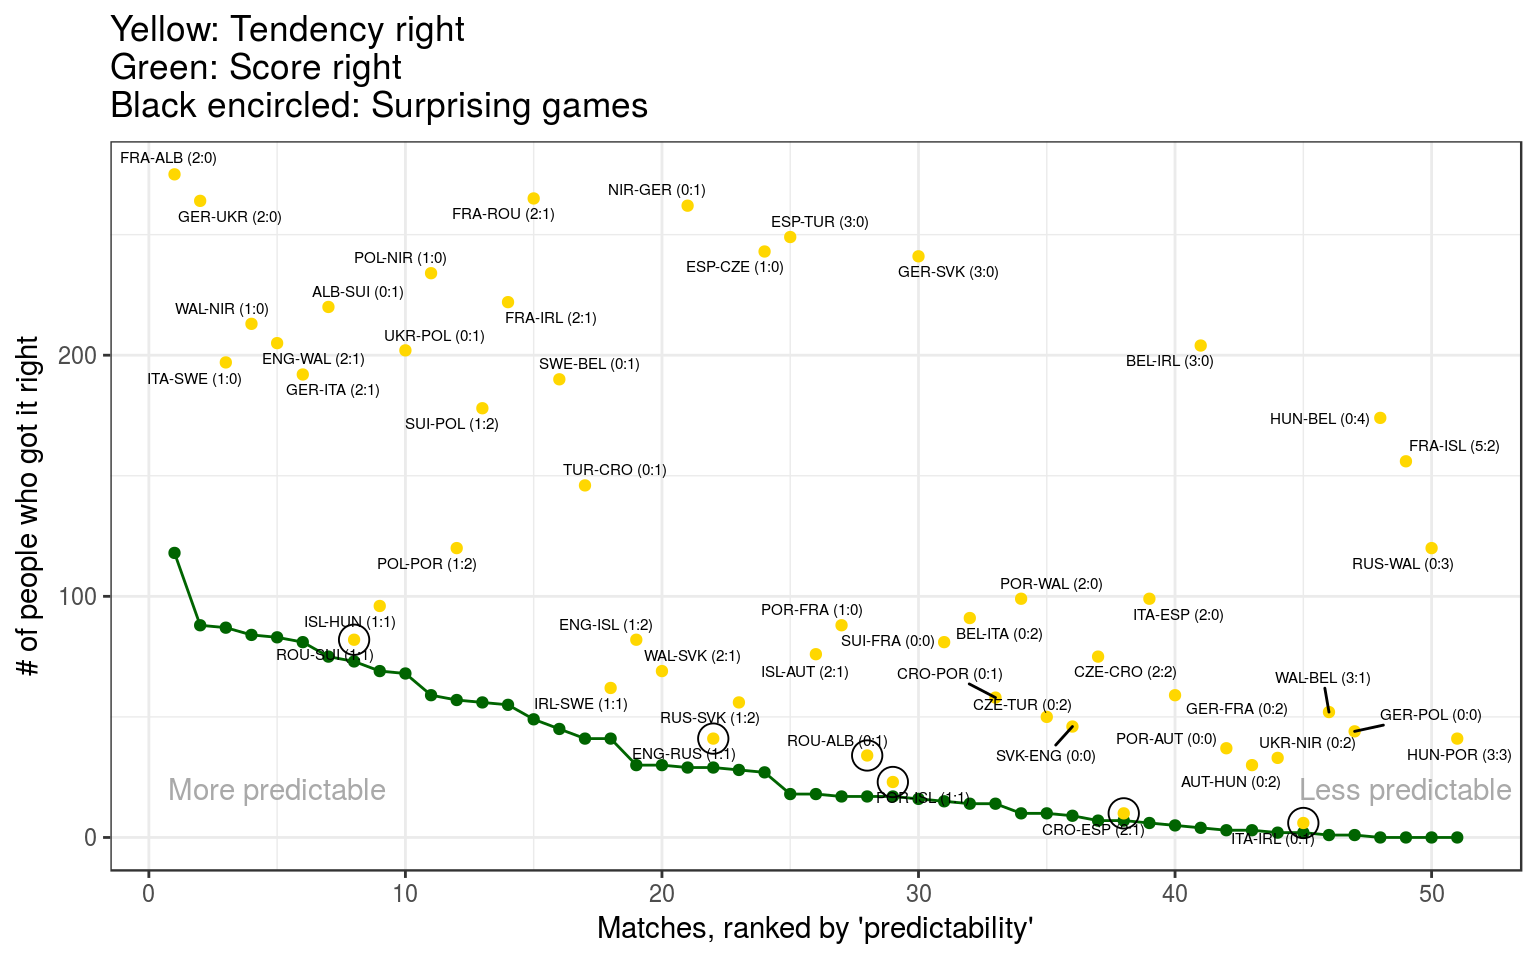 Yellow: Tendency right
Green: Score right
Black encircled: Surprising games
FRA-ALB (2:0)
GER-UKR (2:0)
FRA-ROU (2:1)
NIR-GER (0:1)
ESP-TUR (3:0)
ESP-CZE (1:0)
GER-SVK (3:0)
POL-NIR (1:0)
ALB-SUI (0:1)
WAL-NIR (1:0)
FRA-IRL (2:1)
UKR-POL (0:1)
ENG-WAL (2:1)
SWE-BEL (0:1)
BEL-IRL (3:0)
ITA-SWE (1:0)
GER-ITA (2:1)
SUI-POL (1:2)
HUN-BEL (0:4)
FRA-ISL (5:2)
TUR-CRO (0:1)
POL-POR (1:2)
RUS-WAL (0:3)
POR-WAL (2:0)
POR-FRA (1:0)
ITA-ESP (2:0)
ISL-HUN (1:1)
ENG-ISL (1:2)
BEL-ITA (0:2)
SUI-FRA (0:0)
ROU-SUI (1:1)
WAL-SVK (2:1)
ISL-AUT (2:1)
CRO-POR (0:1)
CZE-CRO (2:2)
WAL-BEL (3:1)
IRL-SWE (1:1)
CZE-TUR (0:2)
GER-FRA (0:2)
RUS-SVK (1:2)
GER-POL (0:0)
ROU-ALB (0:1)
POR-AUT (0:0)
UKR-NIR (0:2)
ENG-RUS (1:1)
SVK-ENG (0:0)
HUN-POR (3:3)
AUT-HUN (0:2)
More predictable
Less predictable
POR-ISL (1:1)
CRO-ESP (2:1)
ITA-IRL (0:1)
200
100
0
# of people who got it right
0
10
20
30
40
50
Matches, ranked by 'predictability'